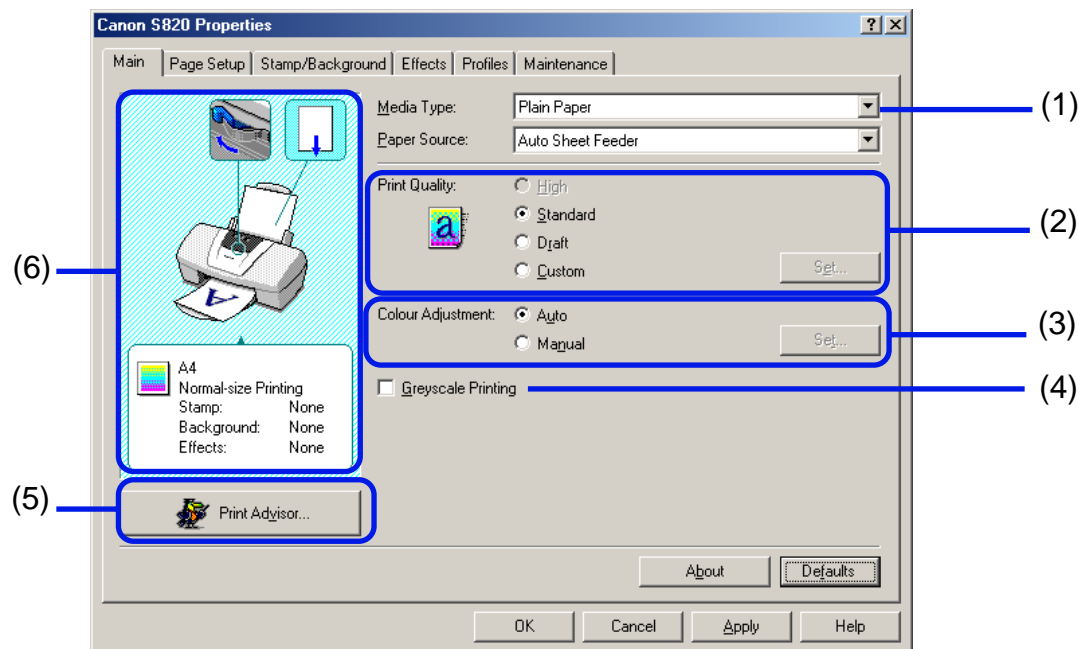 Canon S820 Properties
Main Page Setup Stamp/Background Effects Profiles Maintenance
Media Type: Plain Paper
(1)
Paper Source: Auto Sheet Feeder
Print Quality: High
a
Standard
(2)
Draft
Custom Set...
(6)
A
Colour Adjustment: Auto
(3)
Manual Set...
A4
Normal-size Printing
Stamp: None
Background: None
Effects: None
Greyscale Printing
(4)
(5)
Print Advisor...
About Defaults
OK Cancel Apply Help